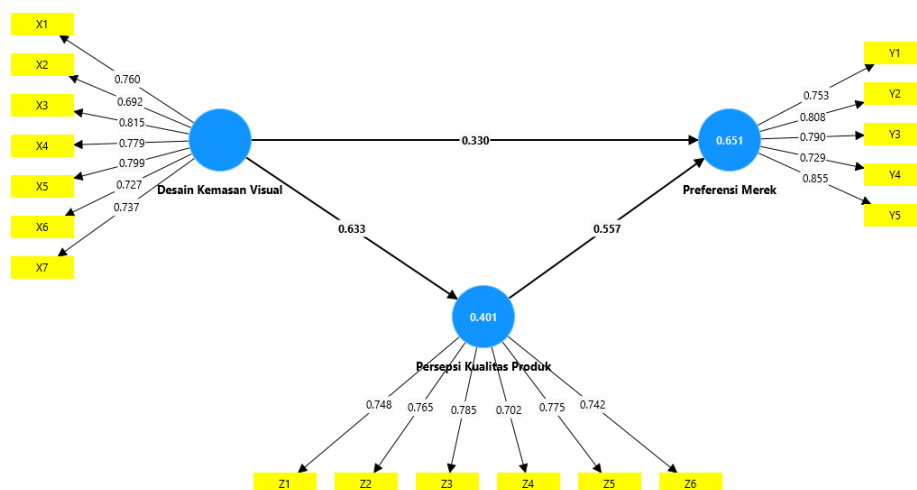 X1
X2
X3
X4
X5
X6
X7
0.760
0.692
0.815
0.779
0.799
0.727
0.737
Desain Kemasan Visual
0.330
0.633
0.557
0.651
Preferensi Merek
0.753
0.808
0.790
0.729
0.855
Y1
Y2
Y3
Y4
Y5
0.401
Persepsi Kualitas Produk
0.748
0.765
0.785
0.702
0.775
0.742
Z1
Z2
Z3
Z4
Z5
Z6